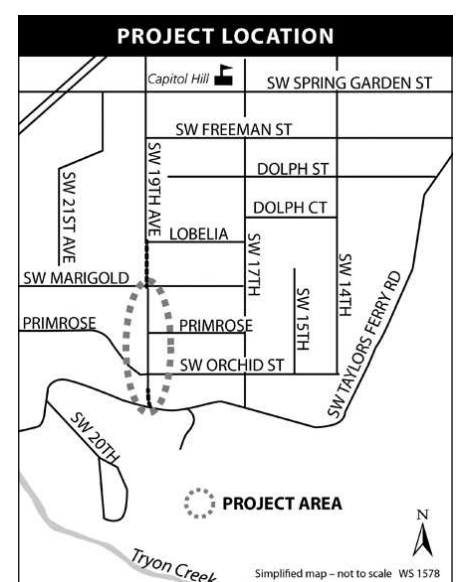 PROJECT LOCATION
Capitol Hill
SW SPRING GARDEN ST
SW FREEMAN ST
SW 19TH AVE
DOLPH ST
SW 21ST AVE
DOLPH CT
LOBELIA
SW 17TH
SW 14TH
SW MARIGOLD
SW 15TH
SW TAYLORS FERRY RD
PRIMROSE
PRIMROSE
SW ORCHID ST
SW 20TH
PROJECT AREA
N
Tryon Creek
Simplified map – not to scale WS 1578